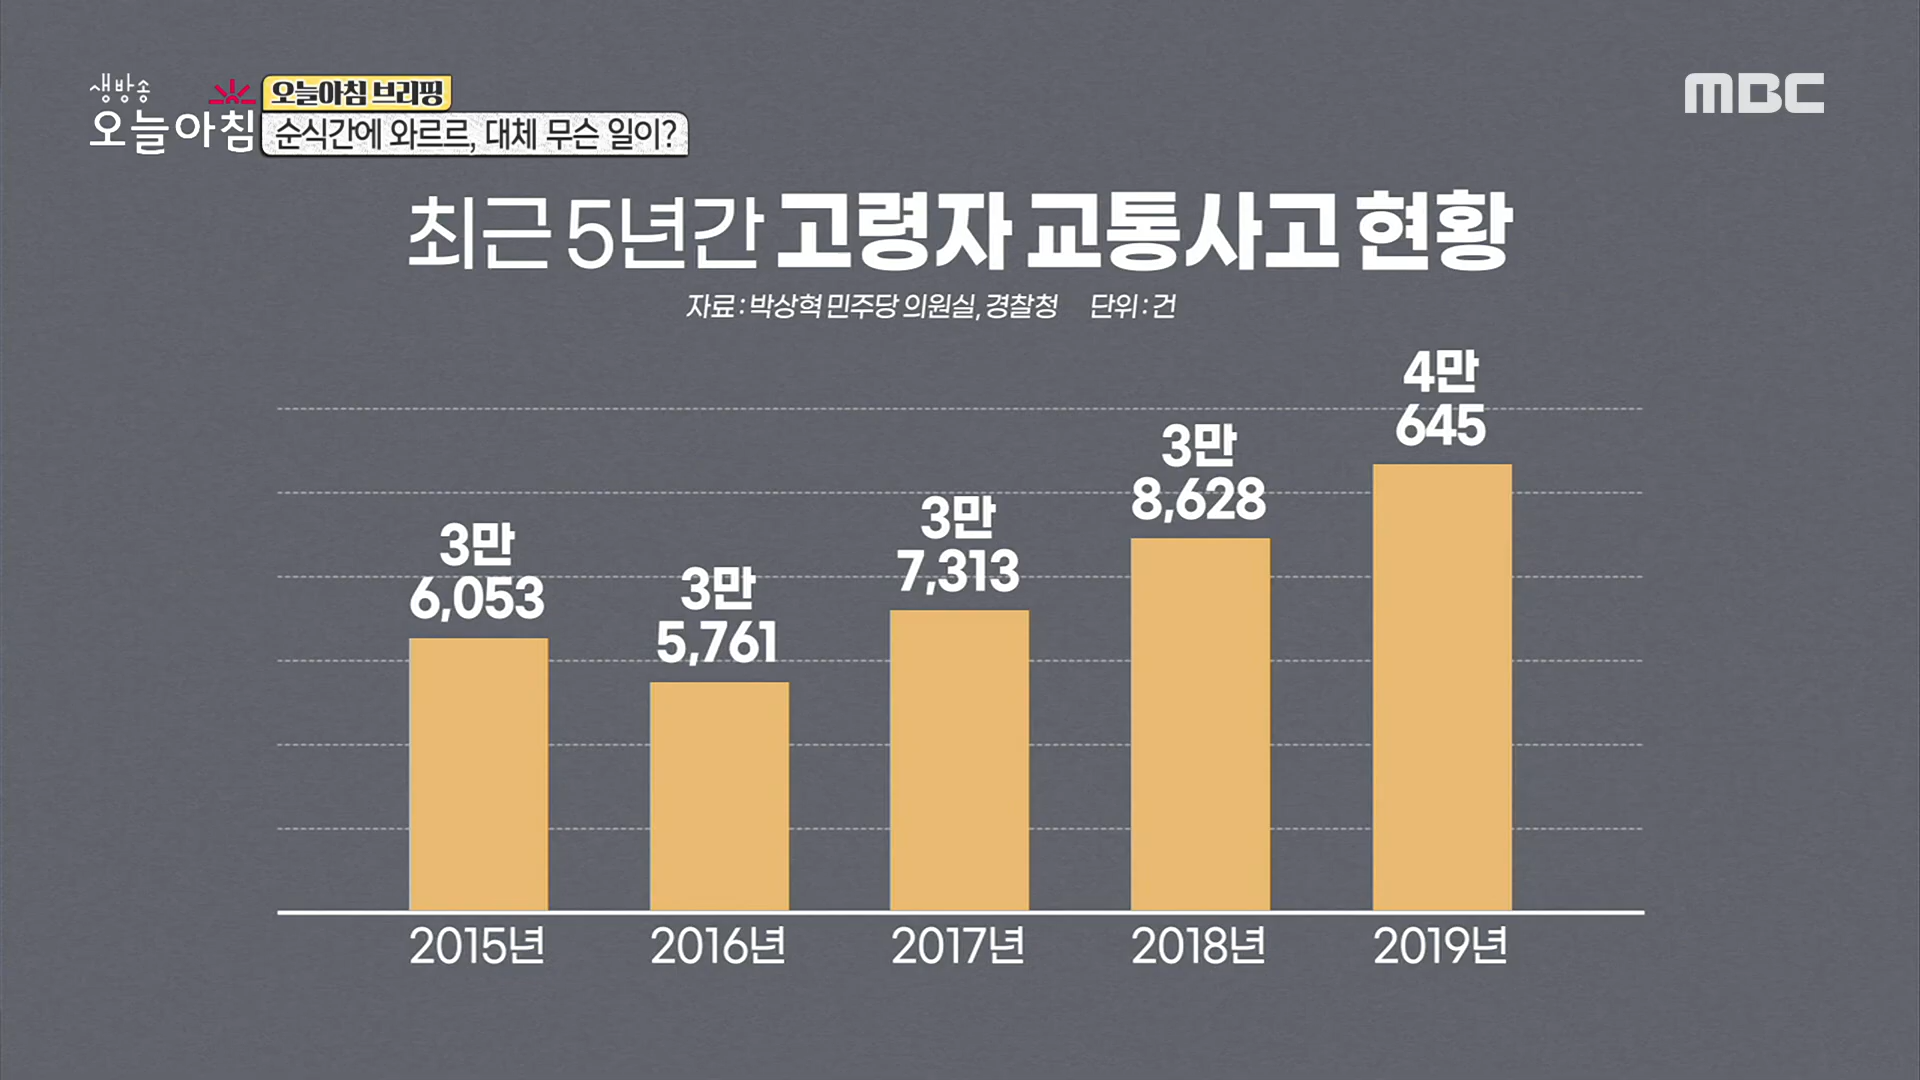 생방송
오늘아침
오늘아침 브리핑
순식간에 와르르, 대체 무슨 일이?
MBC
최근 5년간 고령자 교통사고 현황
자료 : 박상혁 민주당 의원실, 경찰청 단위 : 건
3만
6,053
3만
5,761
3만
7,313
3만
8,628
4만
645
2015년
2016년
2017년
2018년
2019년